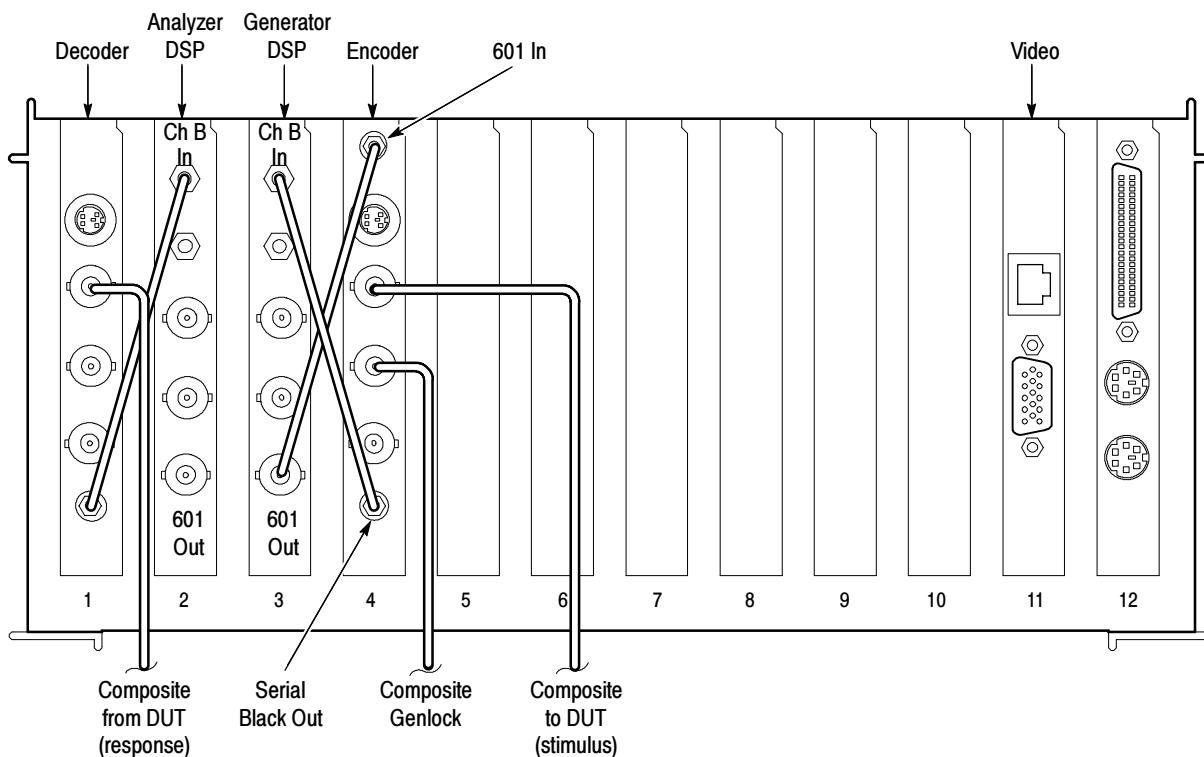 Analyzer
DSP
Generator
DSP
Decoder
Encoder
601 In
Video
Ch B
In
Ch B
In
601
Out
601
Out
1
2
3
4
5
6
7
8
9
10
11
12
Composite
from DUT
(response)
Serial
Black Out
Composite
Genlock
Composite
to DUT
(stimulus)